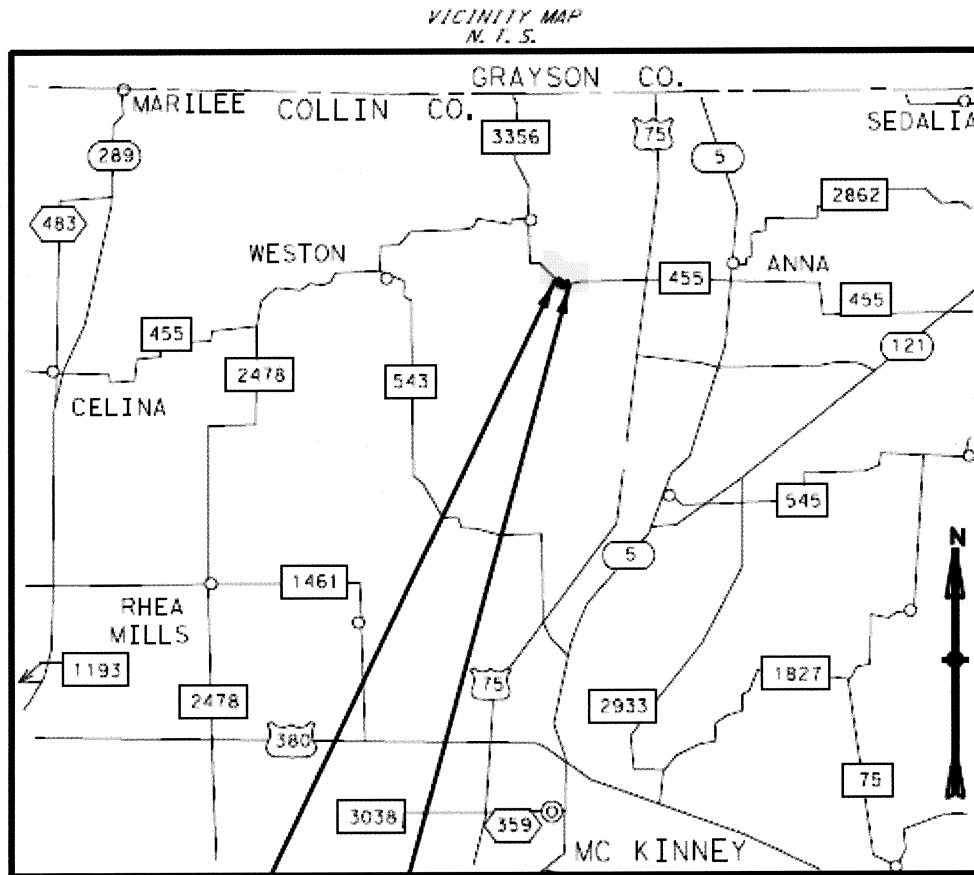 VICINITY MAP
N. T. S.
GRAYSON CO.
MARILEE
COLLIN CO.
SEDALIA
3356
75
5
289
2862
483
WESTON
ANNA
455
455
455
121
2478
543
CELINA
545
5
N
1461
RHEA
MILLS
1193
75
1827
2478
2933
380
75
3038
359
MC KINNEY